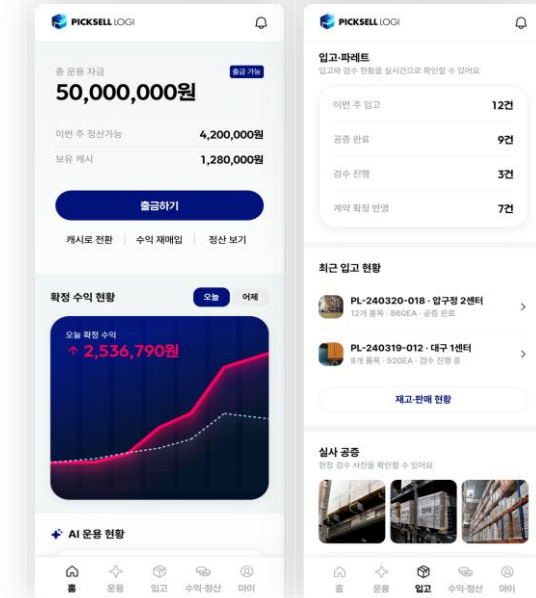 PICKSELL LOGI
총 운용 자금
출금 가능
50,000,000원
이번 주 정산가능 4,200,000원
보유 캐시 1,280,000원
출금하기
캐시로 전환 수익 재매입 정산 보기
확정 수익 현황
오늘 어제
오늘 확정 수익
↑ 2,536,790원
AI 운용 현황
홈 운용 입고 수익·정산 마이
PICKSELL LOGI
입고·파레트
입고와 검수 현황을 실시간으로 확인할 수 있어요
이번 주 입고 12건
공증 완료 9건
검수 진행 3건
계약 확정 반영 7건
최근 입고 현황
PL-240320-018 · 압구정 2센터
12개 품목 · 860EA · 공증 완료
PL-240319-012 · 대구 1센터
8개 품목 · 520EA · 검수 진행 중
재고·판매 현황
실사 공증
현장 검수 사진을 확인할 수 있어요
홈 운용 입고 수익·정산 마이